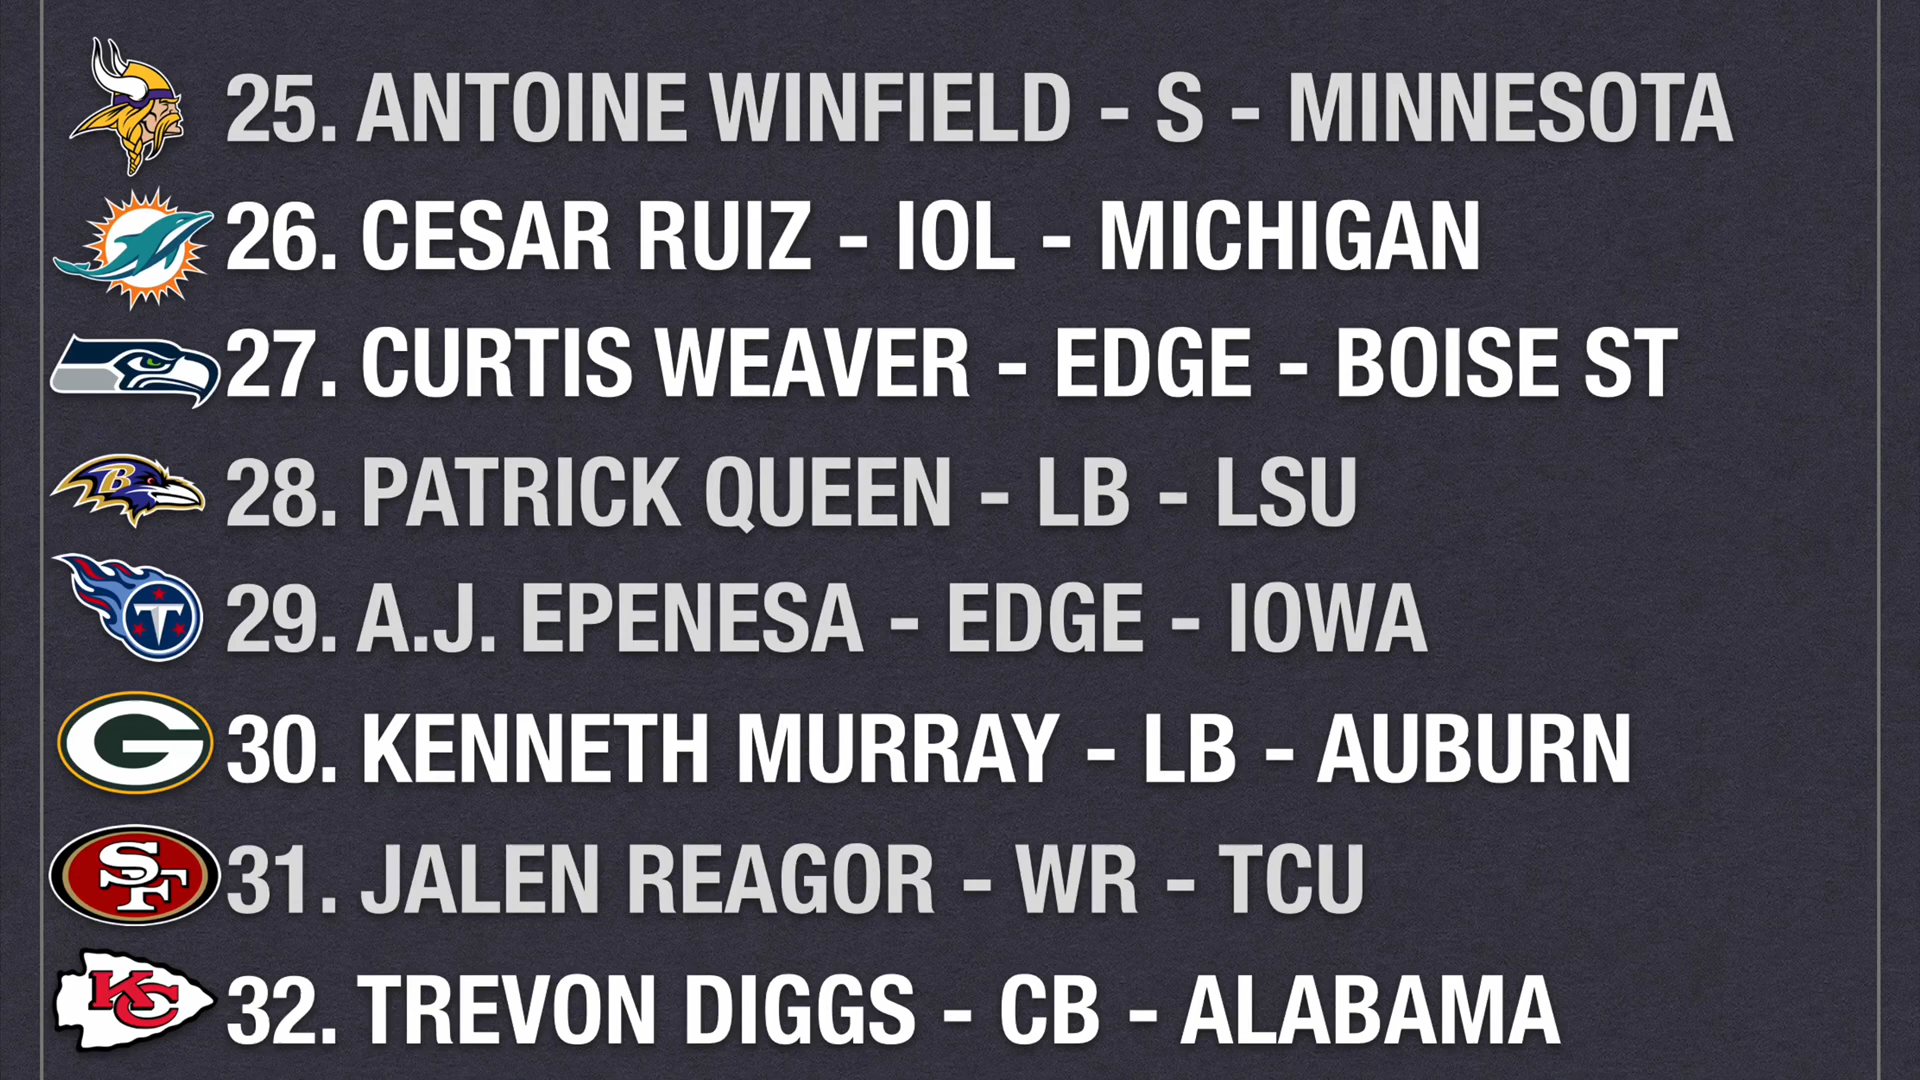 25. ANTOINE WINFIELD - S - MINNESOTA
26. CESAR RUIZ - IOL - MICHIGAN
27. CURTIS WEAVER - EDGE - BOISE ST
B
28. PATRICK QUEEN - LB - LSU
T
29. A.J. EPENESA - EDGE - IOWA
G
30. KENNETH MURRAY - LB - AUBURN
SF
31. JALEN REAGOR - WR - TCU
KC
32. TREVON DIGGS - CB - ALABAMA